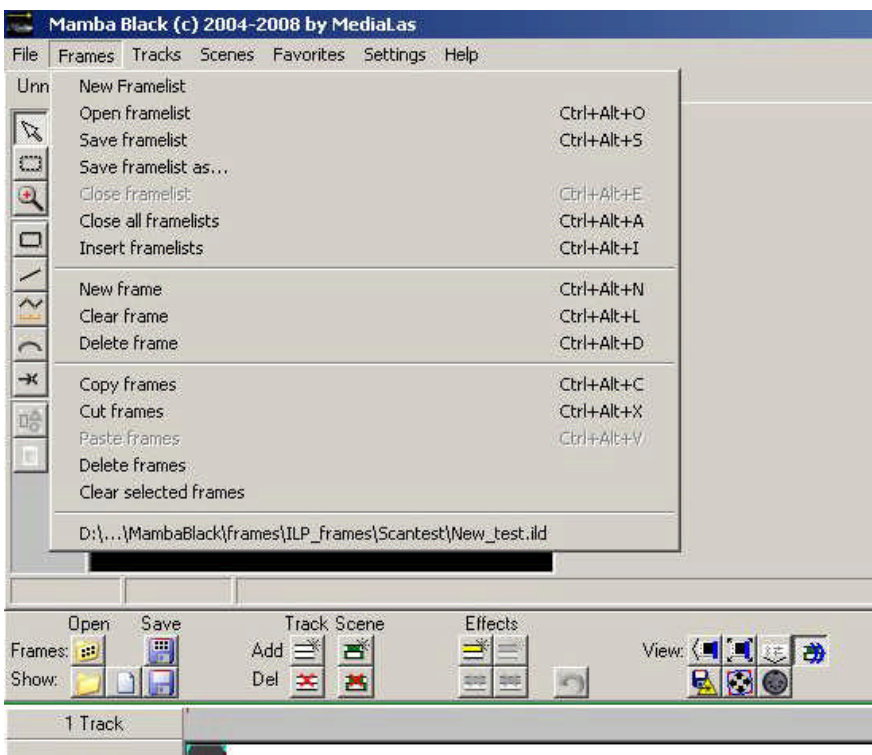 Mamba Black (c) 2004-2008 by MediaLas
File Frames Tracks Scenes Favorites Settings Help
Unn
New Framelist
Open framelist Ctrl+Alt+O
Save framelist Ctrl+Alt+S
Save framelist as...
Close framelist Ctrl+Alt+E
Close all framelists Ctrl+Alt+A
Insert framelists Ctrl+Alt+I
New frame Ctrl+Alt+N
Clear frame Ctrl+Alt+L
Delete frame Ctrl+Alt+D
Copy frames Ctrl+Alt+C
Cut frames Ctrl+Alt+X
Paste frames Ctrl+Alt+V
Delete frames
Clear selected frames
D:\...\MambaBlack\frames\ILP_frames\Scantest\New_test.ild
Open Save Track Scene Effects
Frames: Add View:
Show: Del
1 Track